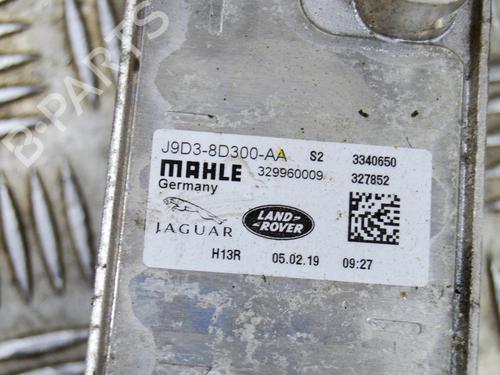 B-Parts
J9D3-8D300-AA S2 3340650
MAHLE 329960009 327852
Germany
JAGUAR LAND-ROVER
H13R 05.02.19 09:27